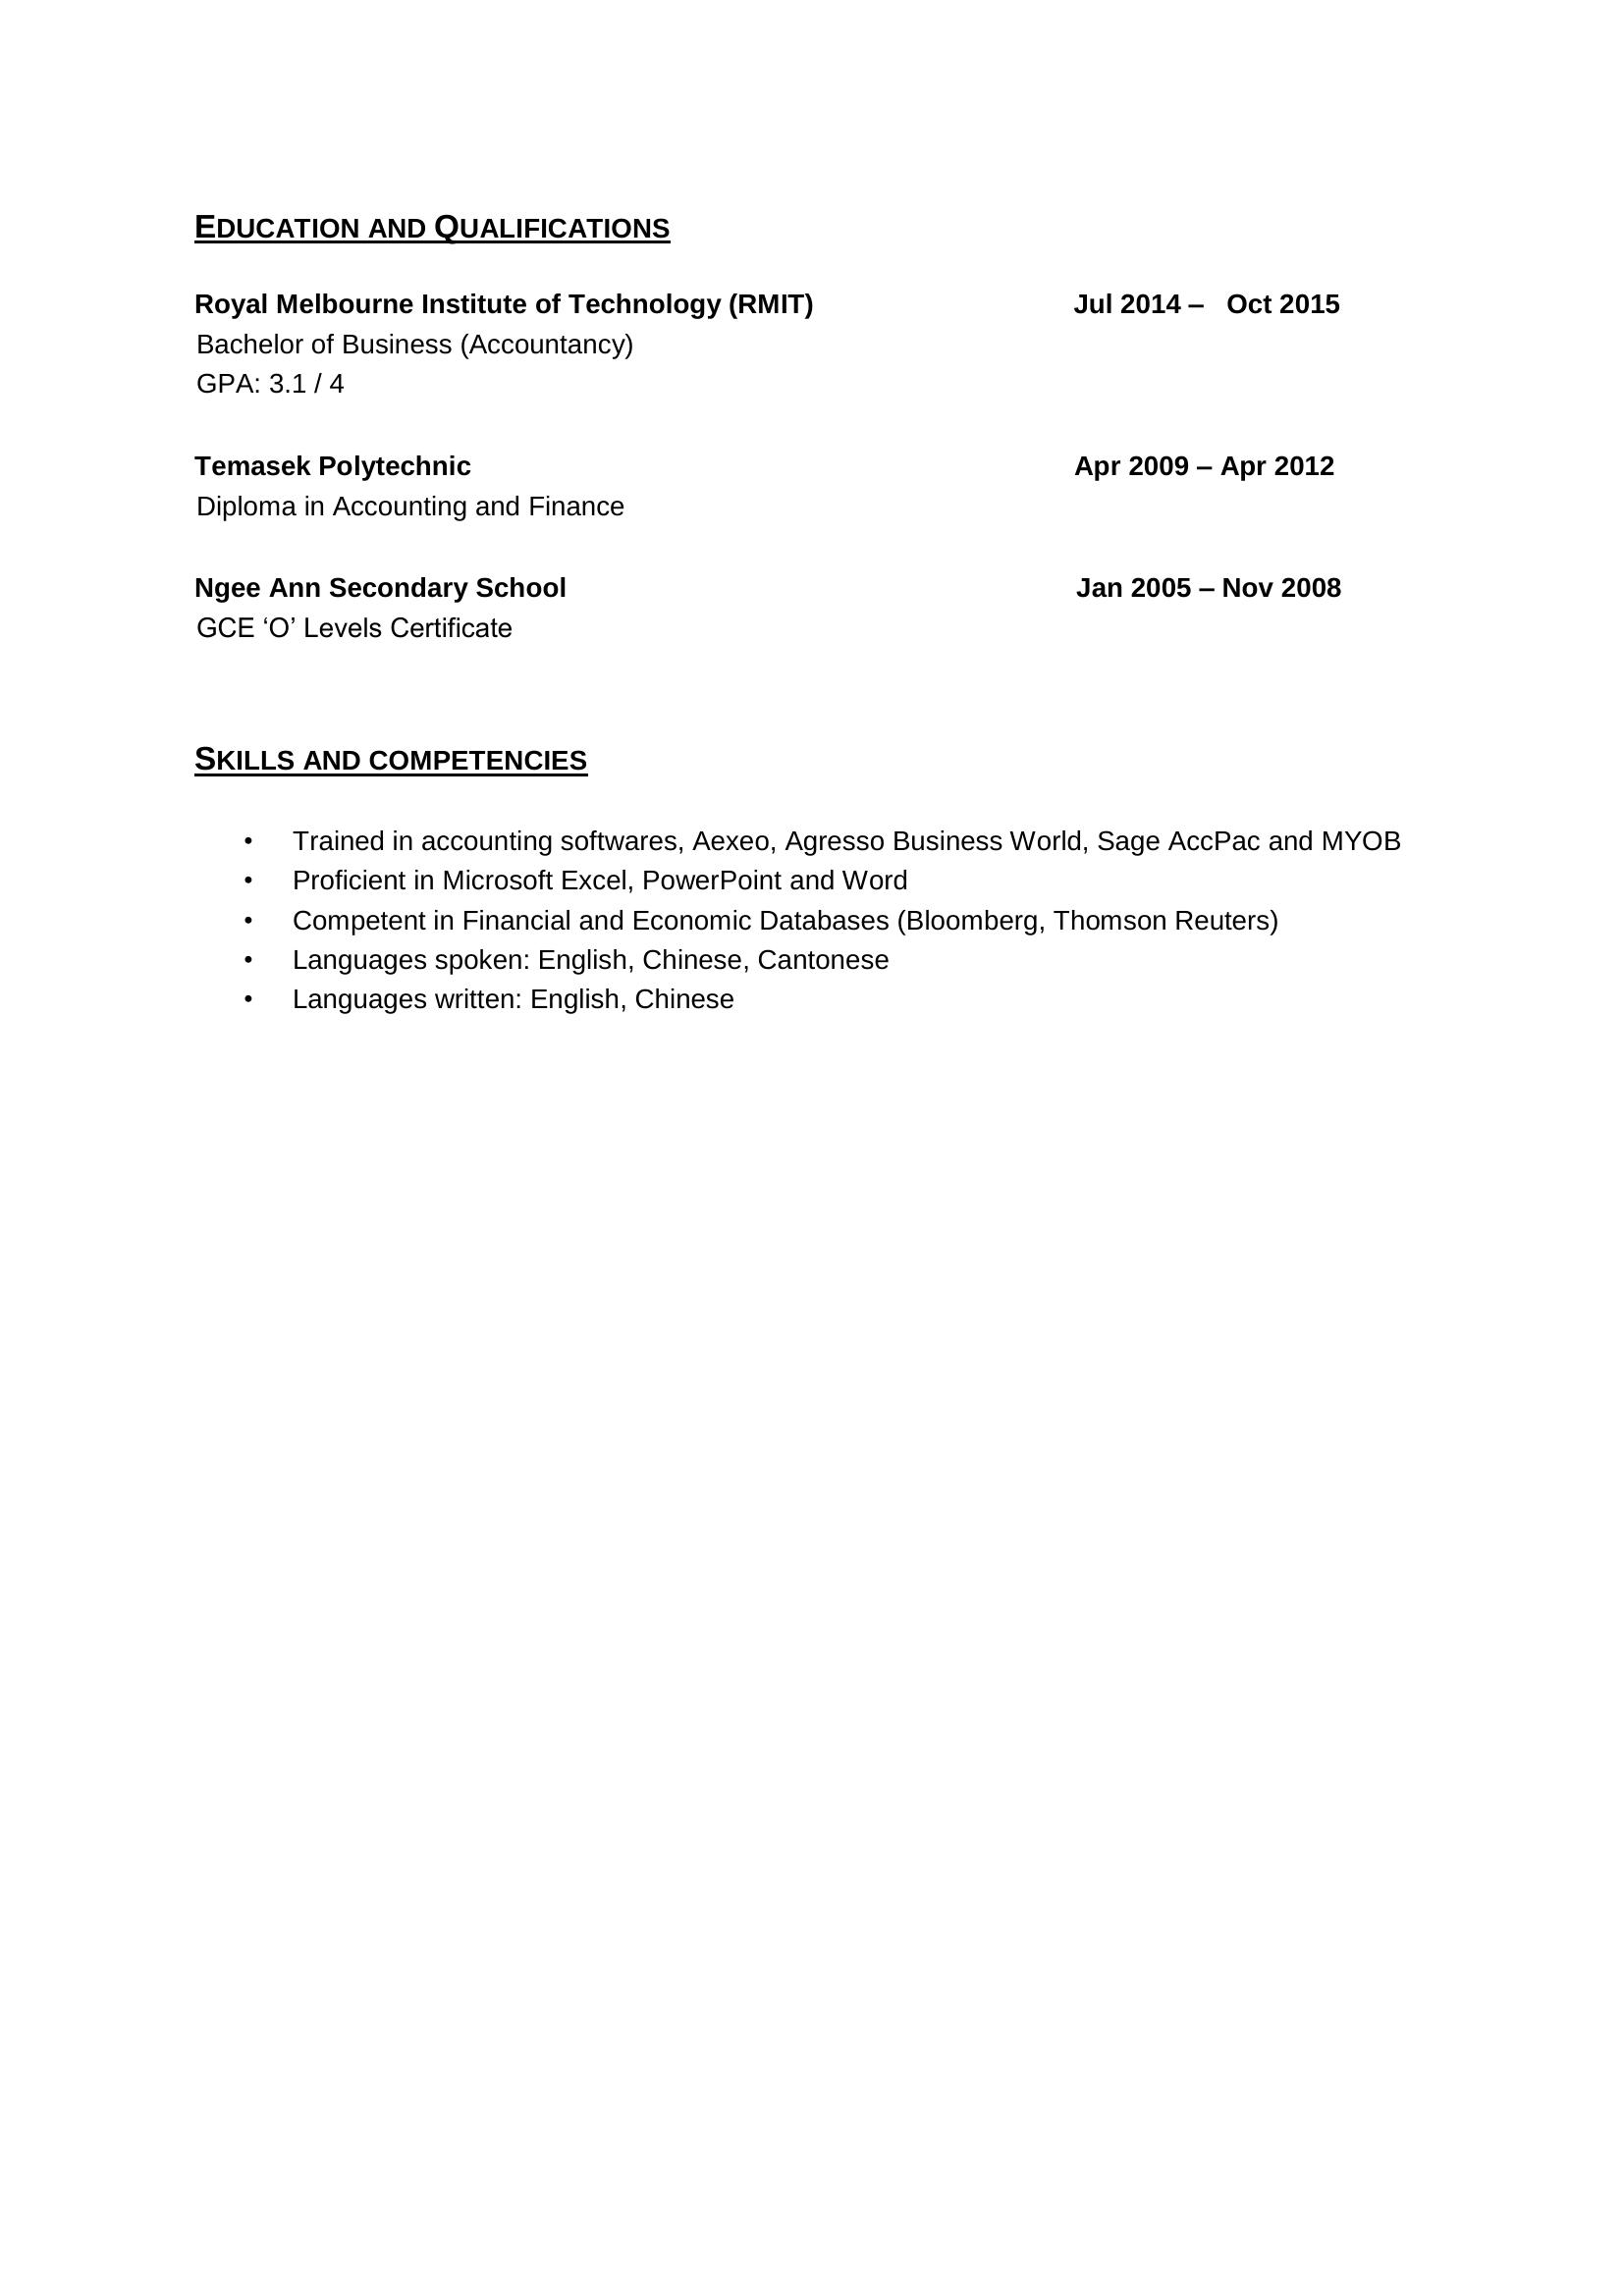 EDUCATION AND QUALIFICATIONS
Royal Melbourne Institute of Technology (RMIT) Jul 2014 – Oct 2015
Bachelor of Business (Accountancy)
GPA: 3.1 / 4
Temasek Polytechnic Apr 2009 – Apr 2012
Diploma in Accounting and Finance
Ngee Ann Secondary School Jan 2005 – Nov 2008
GCE ‘O’ Levels Certificate
SKILLS AND COMPETENCIES
• Trained in accounting softwares, Aexeo, Agresso Business World, Sage AccPac and MYOB
• Proficient in Microsoft Excel, PowerPoint and Word
• Competent in Financial and Economic Databases (Bloomberg, Thomson Reuters)
• Languages spoken: English, Chinese, Cantonese
• Languages written: English, Chinese